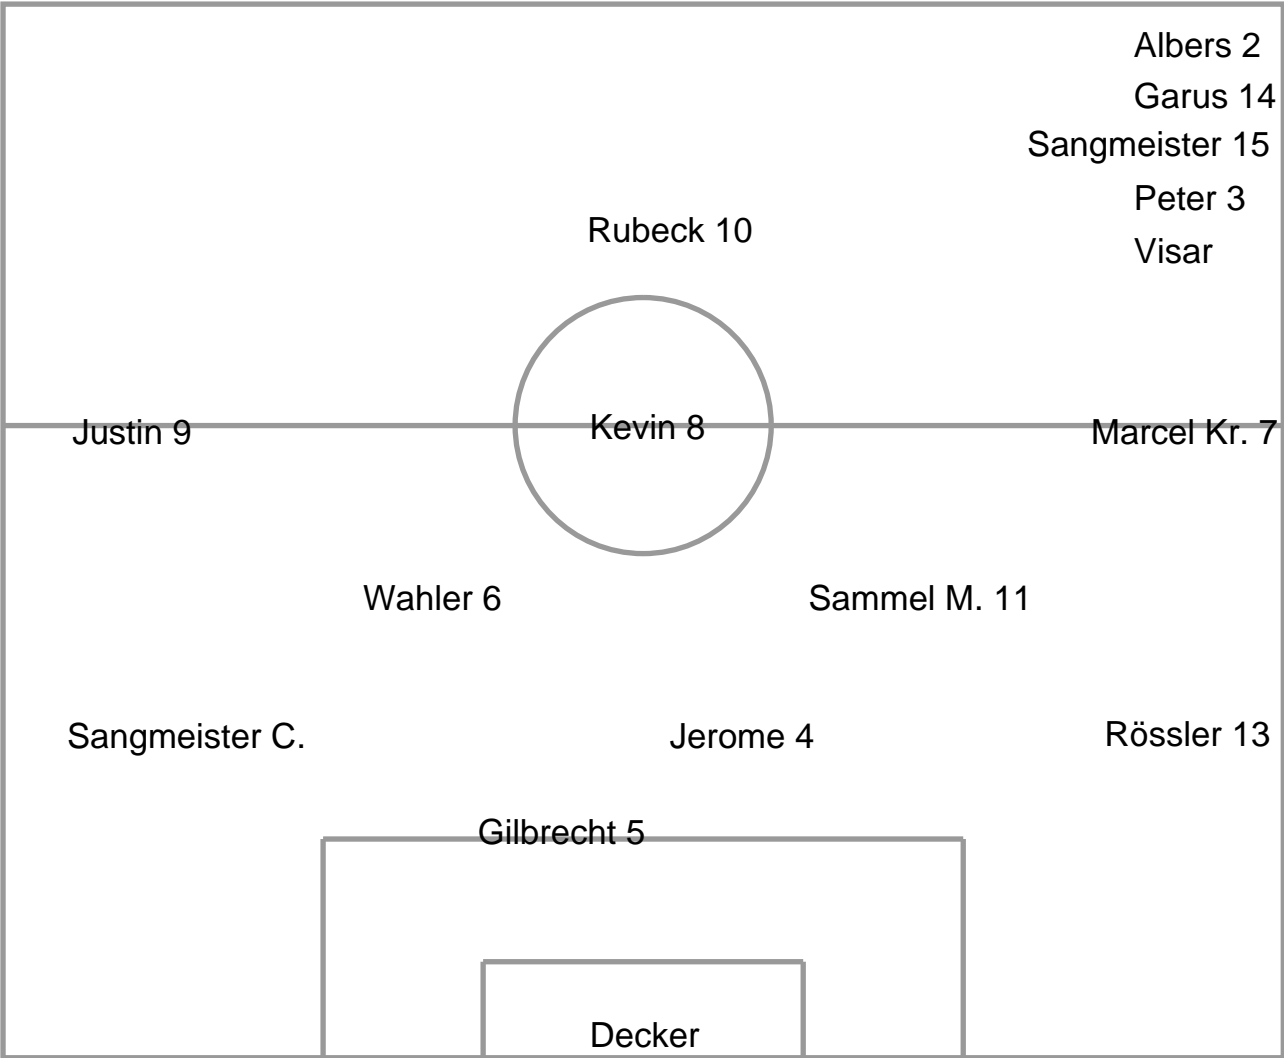 Albers 2
Garus 14
Sangmeister 15
Peter 3
Visar
Rubeck 10
Justin 9
Kevin 8
Marcel Kr. 7
Wahler 6
Sammel M. 11
Sangmeister C.
Jerome 4
Rössler 13
Gilbrecht 5
Decker